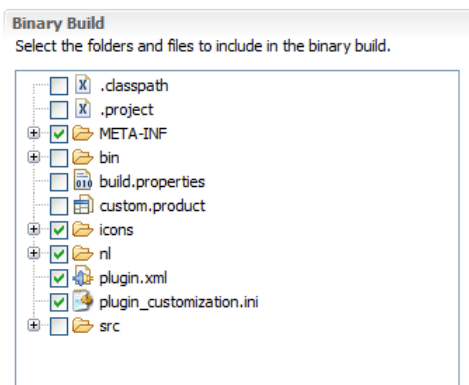 Binary Build
Select the folders and files to include in the binary build.
.classpath
.project
META-INF
bin
build.properties
custom.product
icons
nl
plugin.xml
plugin_customization.ini
src